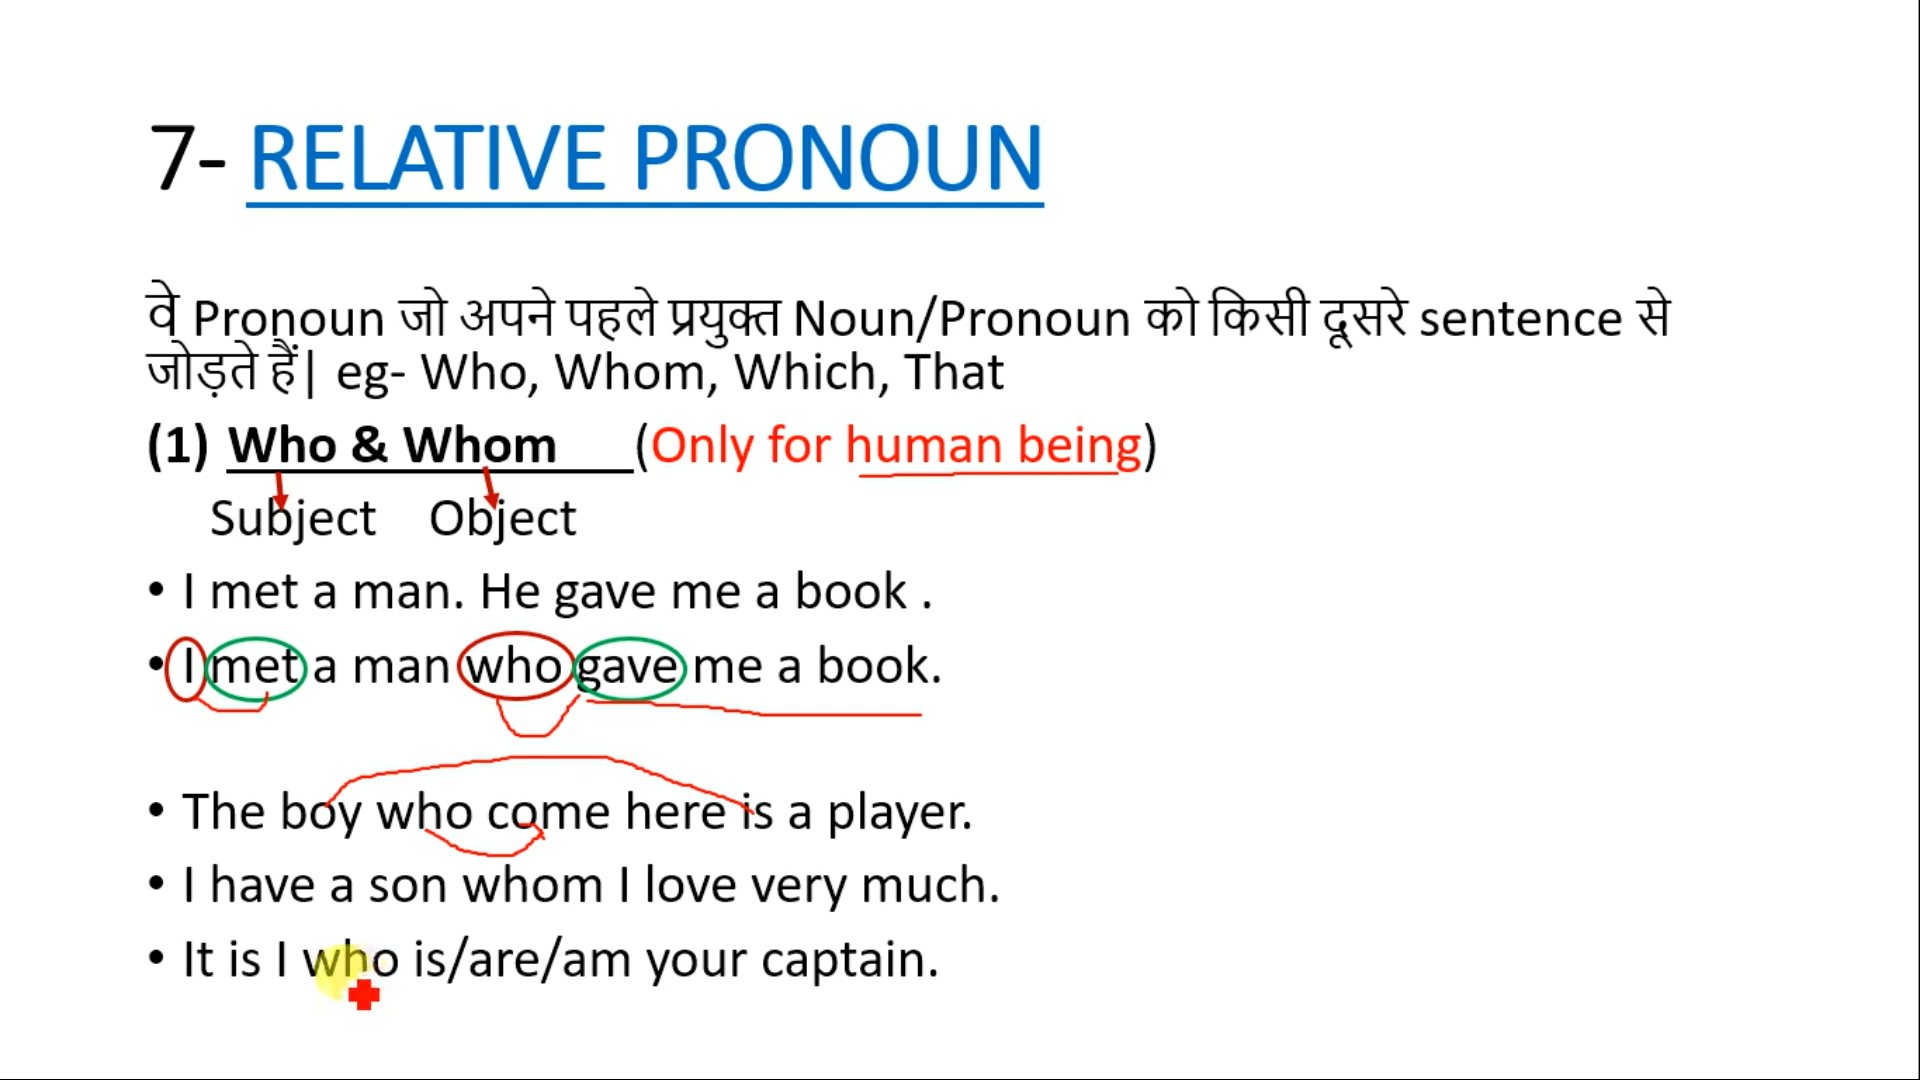 7- RELATIVE PRONOUN
वे Pronoun जो अपने पहले प्रयुक्त Noun/Pronoun को किसी दूसरे sentence से
जोड़ते हैं| eg- Who, Whom, Which, That
(1) Who & Whom (Only for human being)
Subject Object
• I met a man. He gave me a book .
• I met a man who gave me a book.
• The boy who come here is a player.
• I have a son whom I love very much.
• It is I who is/are/am your captain.